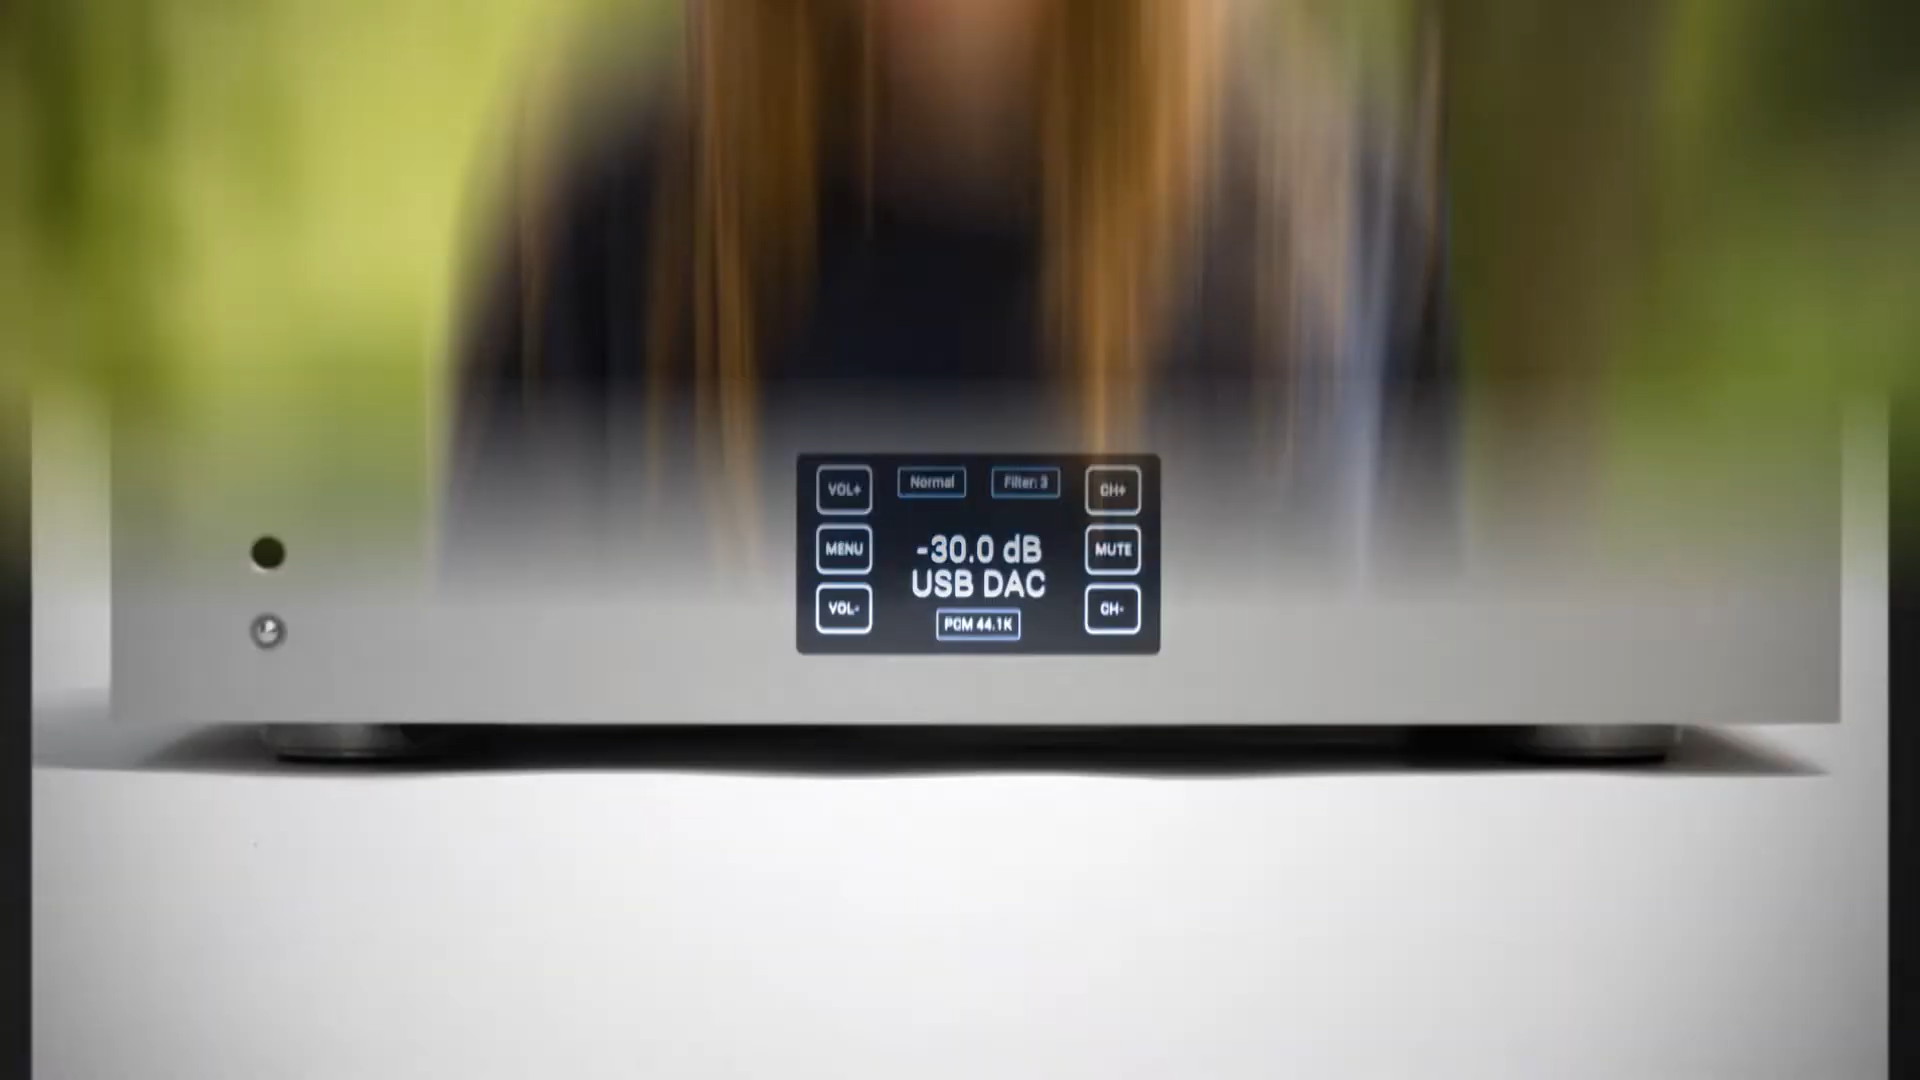 VOL+ Normal Filter: 3 CH+
MENU -30.0 dB MUTE
USB DAC
VOL- PCM 44.1K CH-